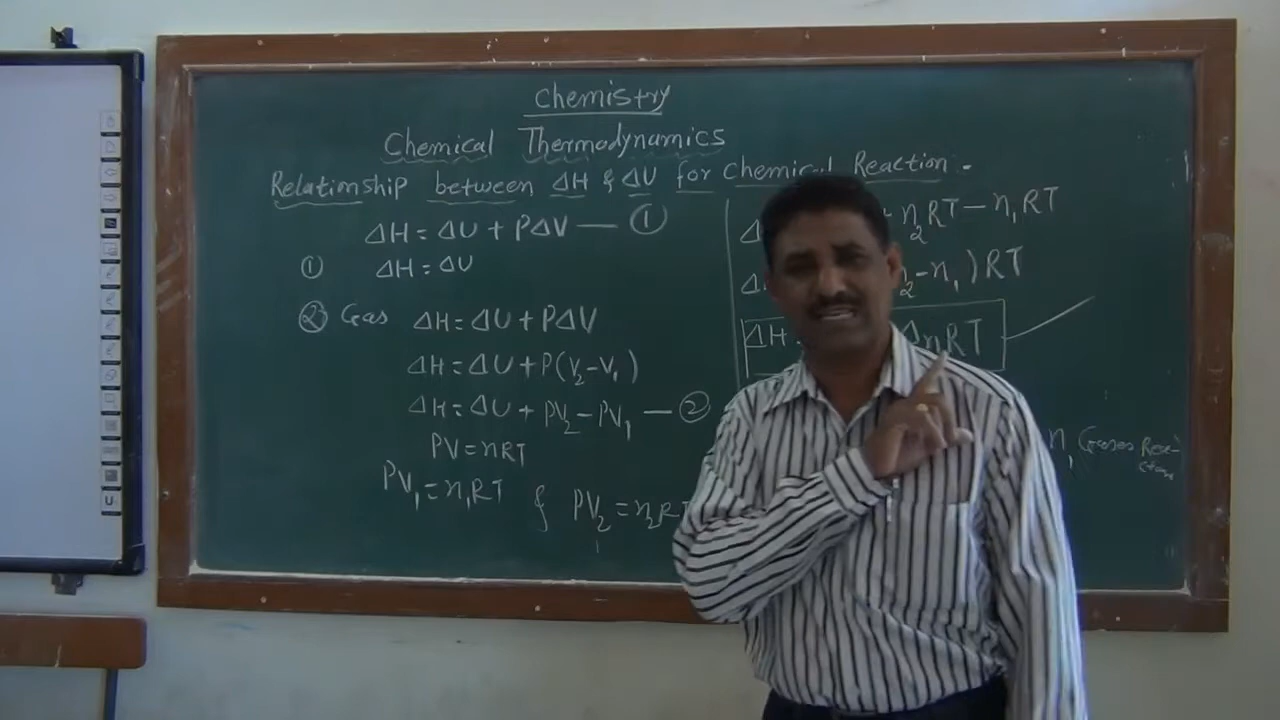 Chemistry
Chemical Thermodynamics
Relationship between ΔH & ΔU for Chemical Reaction.
ΔH = ΔU + PΔV — ①
① ΔH = ΔU
② Gas ΔH = ΔU + PΔV
ΔH = ΔU + P(V₂ – V₁)
ΔH = ΔU + PV₂ – PV₁ — ②
PV = nRT
PV₁ = n₁RT & PV₂ = n₂RT
n₂RT – n₁RT
– n₁) RT
ΔH ΔnRT
n₁ Gases